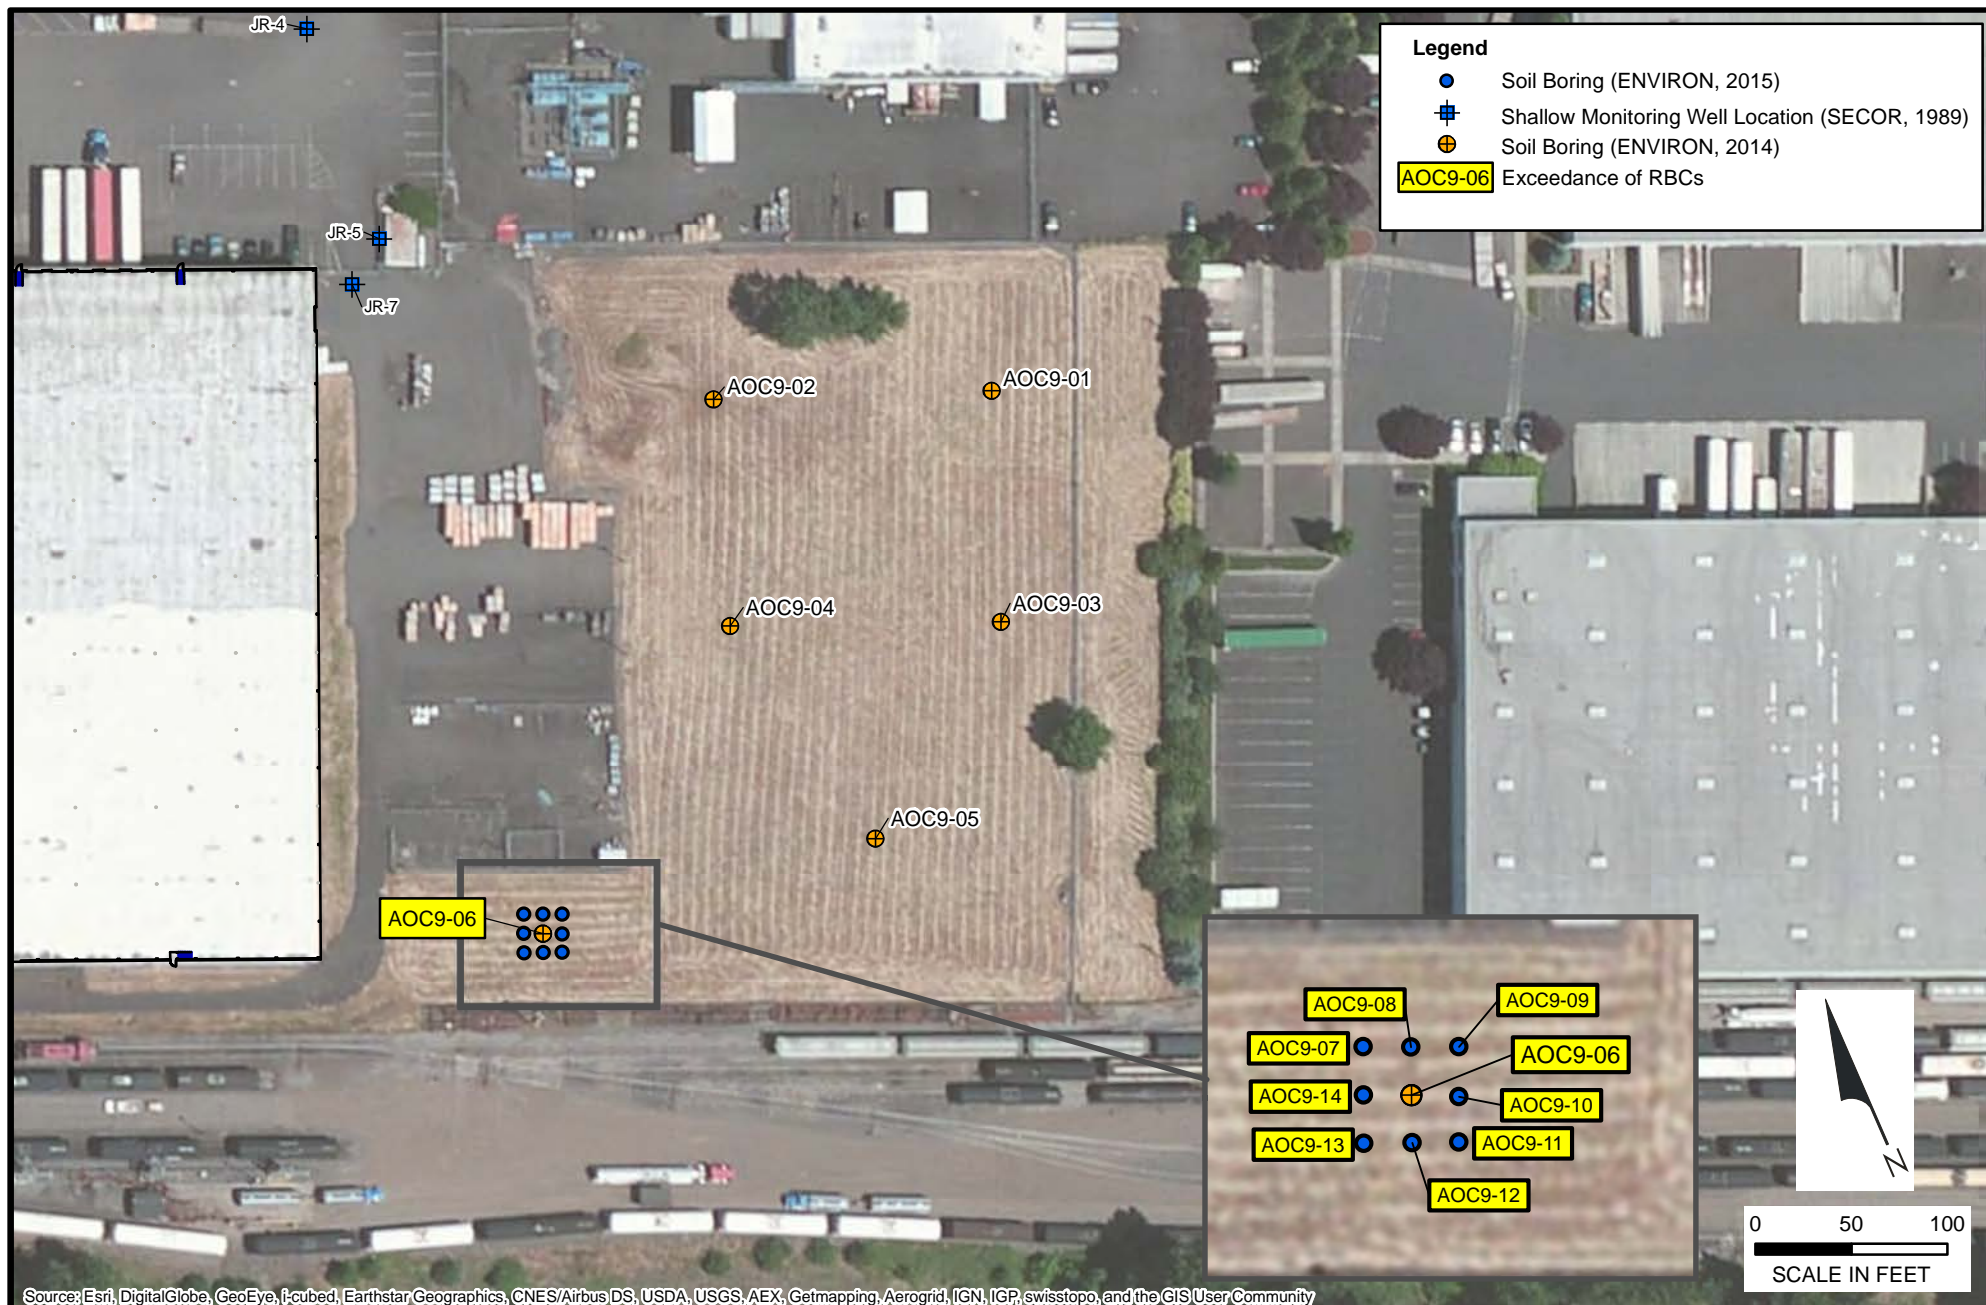 JR-4
Legend
Soil Boring (ENVIRON, 2015)
Shallow Monitoring Well Location (SECOR, 1989)
Soil Boring (ENVIRON, 2014)
AOC9-06 Exceedance of RBCs
JR-5
JR-7
AOC9-02
AOC9-01
AOC9-04
AOC9-03
AOC9-05
AOC9-06
AOC9-08
AOC9-09
AOC9-07
AOC9-06
AOC9-14
AOC9-10
AOC9-13
AOC9-11
AOC9-12
N
0 50 100
SCALE IN FEET
Source: Esri, DigitalGlobe, GeoEye, i-cubed, Earthstar Geographics, CNES/Airbus DS, USDA, USGS, AEX, Getmapping, Aerogrid, IGN, IGP, swisstopo, and the GIS User Community